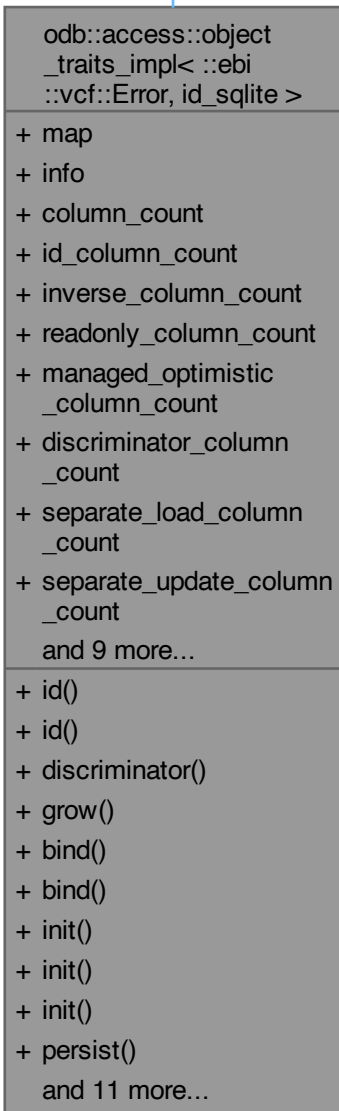 odb::access::object
_traits_impl< ::ebi
::vcf::Error, id_sqlite >
+ map
+ info
+ column_count
+ id_column_count
+ inverse_column_count
+ readonly_column_count
+ managed_optimistic
_column_count
+ discriminator_column
_count
+ separate_load_column
_count
+ separate_update_column
_count
and 9 more...
+ id()
+ id()
+ discriminator()
+ grow()
+ bind()
+ bind()
+ init()
+ init()
+ init()
+ persist()
and 11 more...